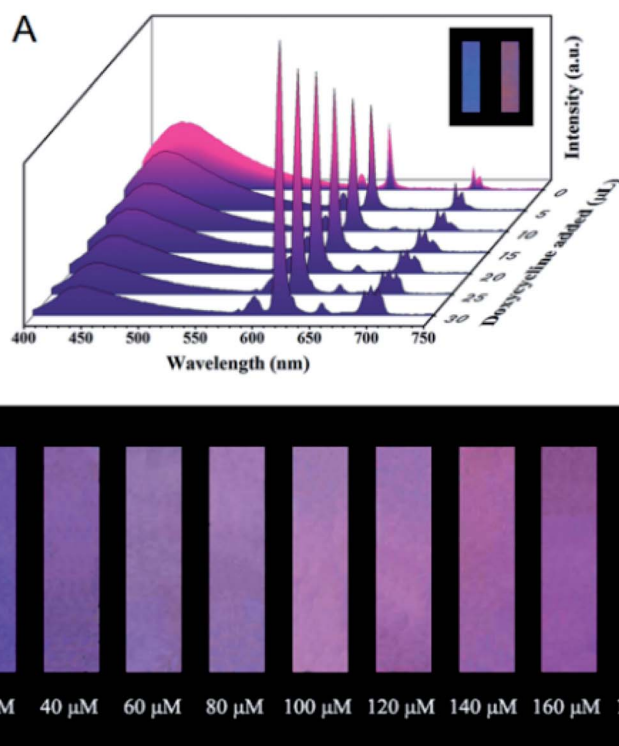 A
Intensity (a.u.)
0
5
10
15
20
25
30
Doxycycline added (μL)
400 450 500 550 600 650 700 750
Wavelength (nm)
M 40 μM 60 μM 80 μM 100 μM 120 μM 140 μM 160 μM